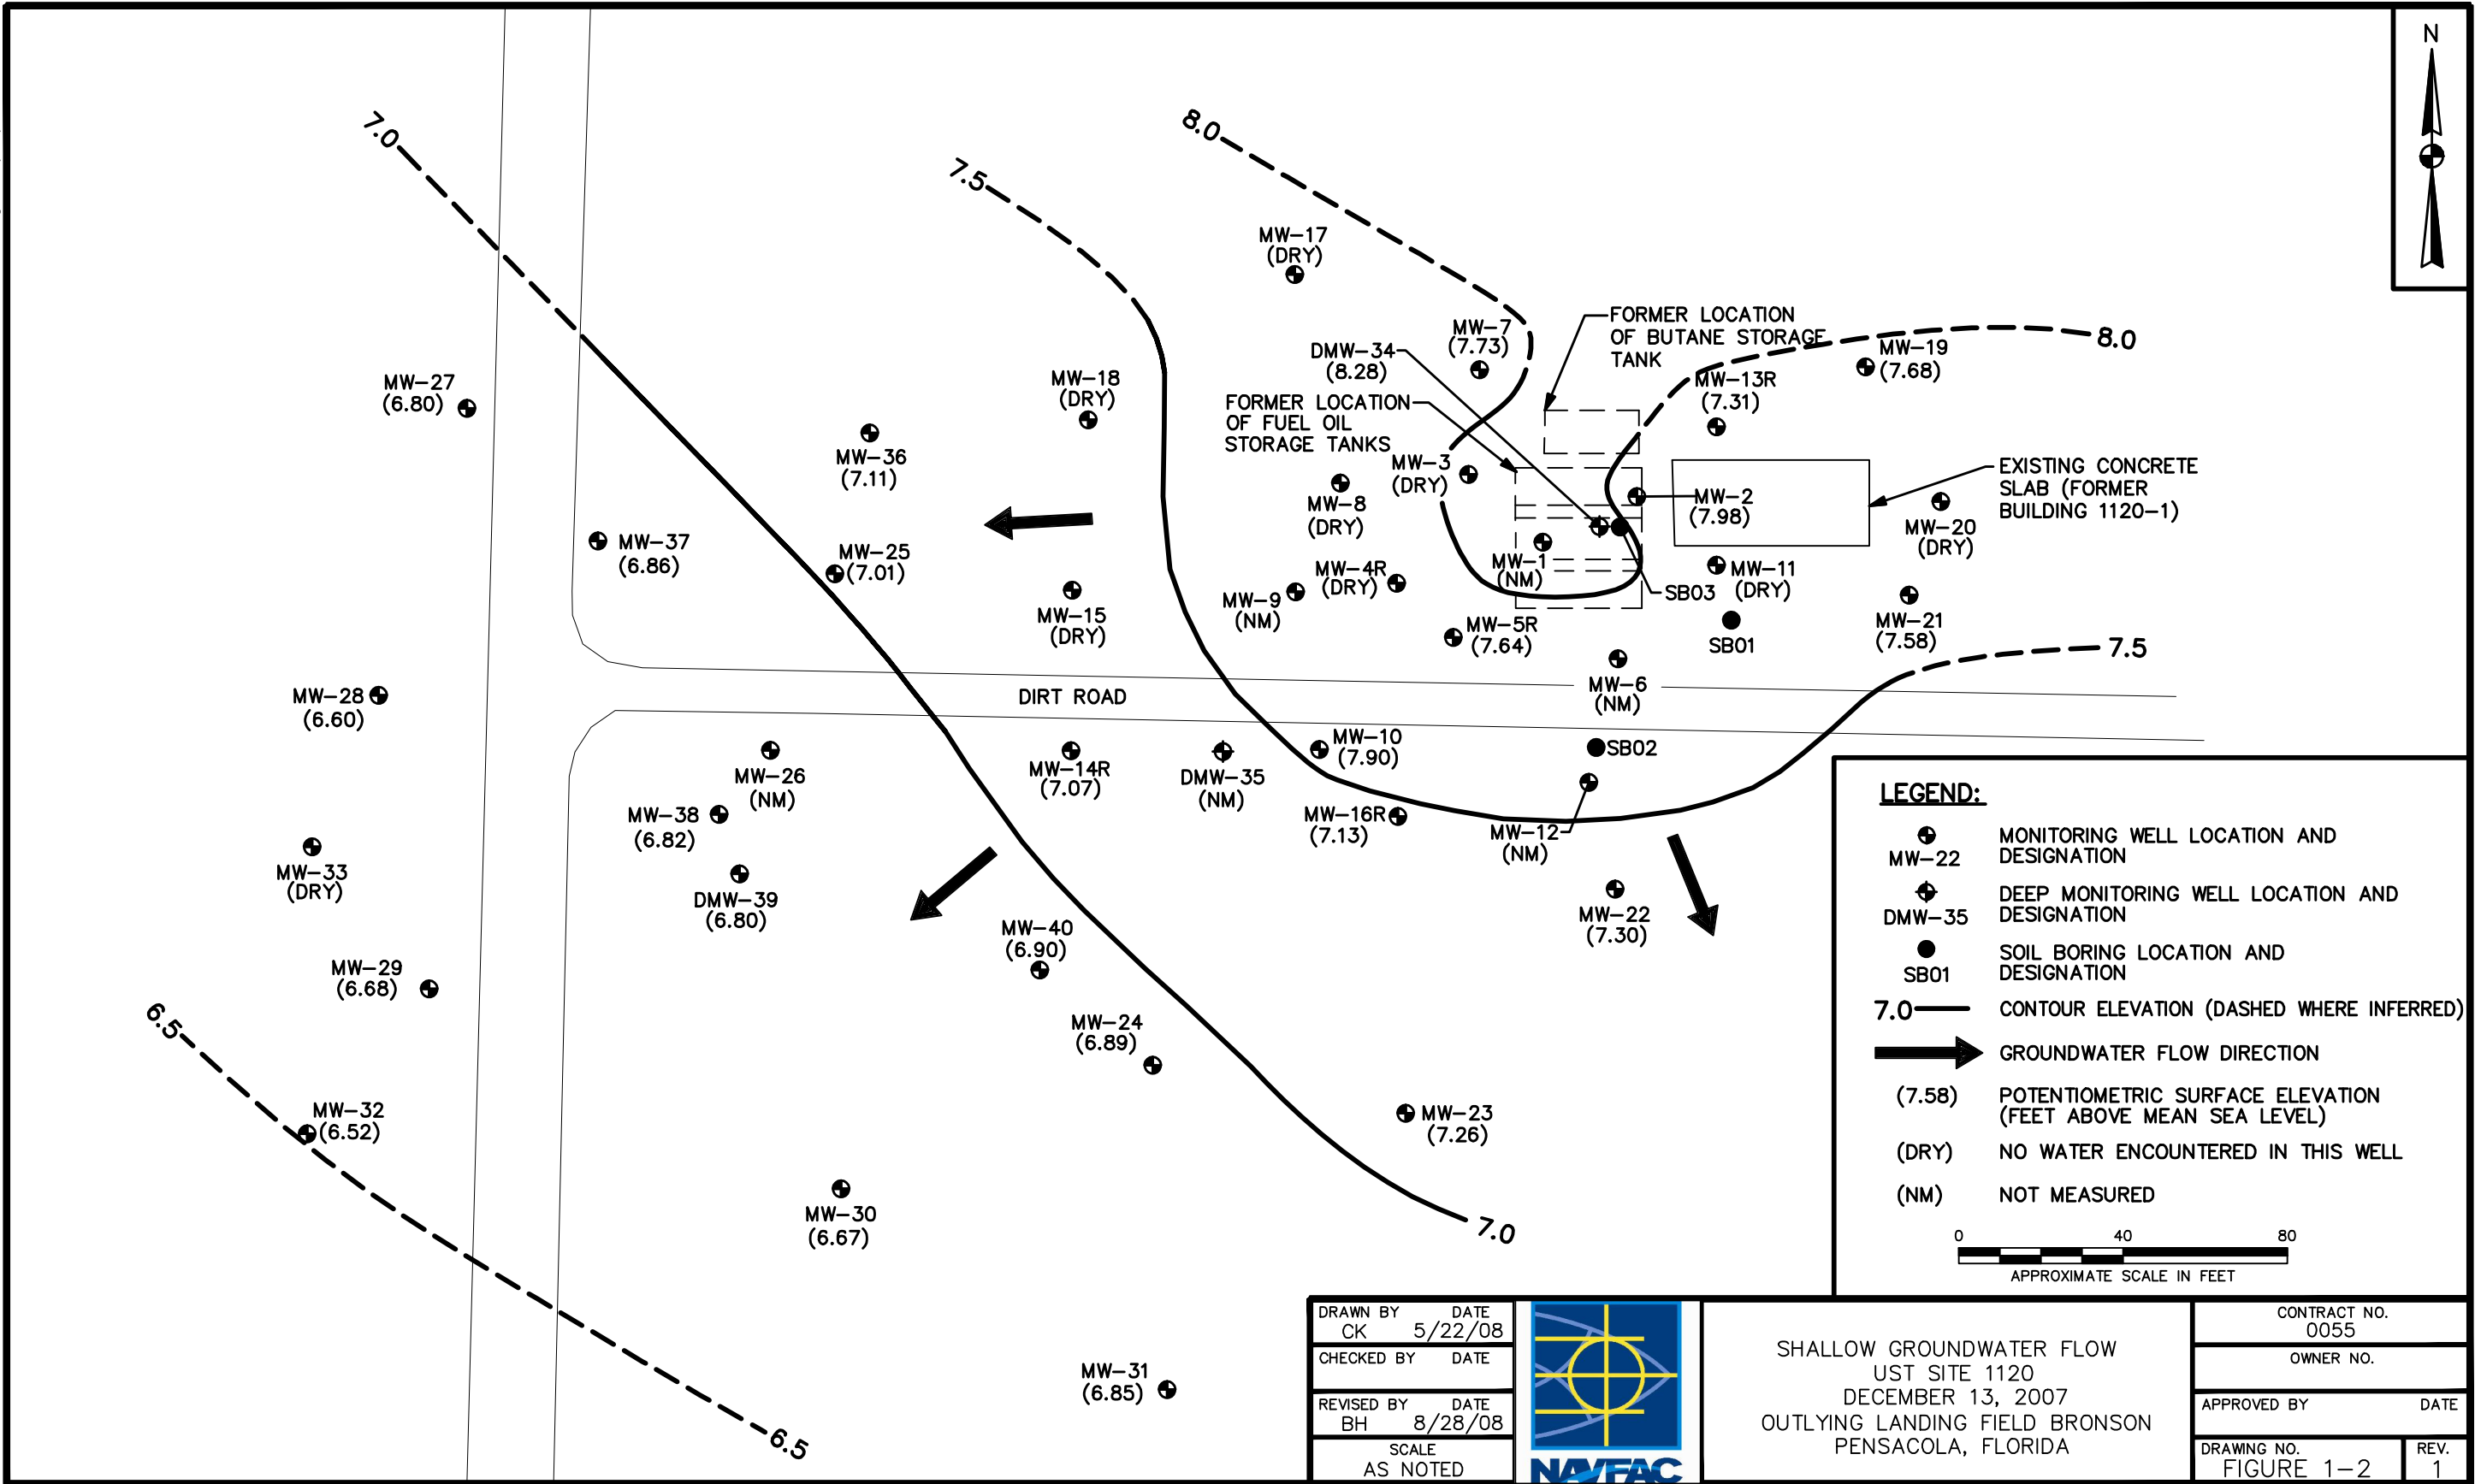 N
7.0
7.5
8.0
MW-17
(DRY)
MW-7
(7.73)
DMW-34
(8.28)
FORMER LOCATION
OF BUTANE STORAGE
TANK
MW-19
(7.68)
8.0
MW-27
(6.80)
MW-18
(DRY)
FORMER LOCATION
OF FUEL OIL
STORAGE TANKS
MW-13R
(7.31)
MW-36
(7.11)
MW-3
(DRY)
MW-8
(DRY)
MW-2
(7.98)
EXISTING CONCRETE
SLAB (FORMER
BUILDING 1120-1)
MW-20
(DRY)
MW-37
(6.86)
MW-25
(7.01)
MW-1
(NM)
MW-4R
(DRY)
MW-11
(DRY)
MW-15
(DRY)
MW-9
(NM)
SB03
MW-5R
(7.64)
SB01
MW-21
(7.58)
7.5
MW-28
(6.60)
DIRT ROAD
MW-6
(NM)
MW-26
(NM)
MW-14R
(7.07)
DMW-35
(NM)
MW-10
(7.90)
SB02
MW-38
(6.82)
MW-16R
(7.13)
MW-12
(NM)
MW-33
(DRY)
DMW-39
(6.80)
MW-40
(6.90)
MW-22
(7.30)
MW-29
(6.68)
6.5
MW-24
(6.89)
MW-32
(6.52)
MW-23
(7.26)
MW-30
(6.67)
7.0
MW-31
(6.85)
6.5
LEGEND:
MW-22
MONITORING WELL LOCATION AND
DESIGNATION
DMW-35
DEEP MONITORING WELL LOCATION AND
DESIGNATION
SB01
SOIL BORING LOCATION AND
DESIGNATION
7.0 CONTOUR ELEVATION (DASHED WHERE INFERRED)
GROUNDWATER FLOW DIRECTION
(7.58) POTENTIOMETRIC SURFACE ELEVATION
(FEET ABOVE MEAN SEA LEVEL)
(DRY) NO WATER ENCOUNTERED IN THIS WELL
(NM) NOT MEASURED
0 40 80
APPROXIMATE SCALE IN FEET
DRAWN BY DATE
CK 5/22/08
CHECKED BY DATE
REVISED BY DATE
BH 8/28/08
SCALE
AS NOTED
NAVFAC
SHALLOW GROUNDWATER FLOW
UST SITE 1120
DECEMBER 13, 2007
OUTLYING LANDING FIELD BRONSON
PENSACOLA, FLORIDA
CONTRACT NO.
0055
OWNER NO.
APPROVED BY DATE
DRAWING NO.
FIGURE 1-2
REV.
1